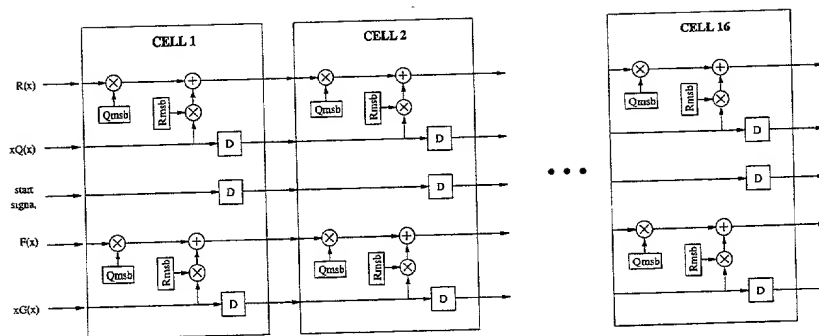 CELL 1
CELL 2
CELL 16
R(x)
Qmsb
Rmsb
Qmsb
Rmsb
Qmsb
Rmsb
xQ(x)
D
D
D
start
signa,
D
D
D
F(x)
Qmsb
Rmsb
Qmsb
Rmsb
Qmsb
Rmsb
xG(x)
D
D
D